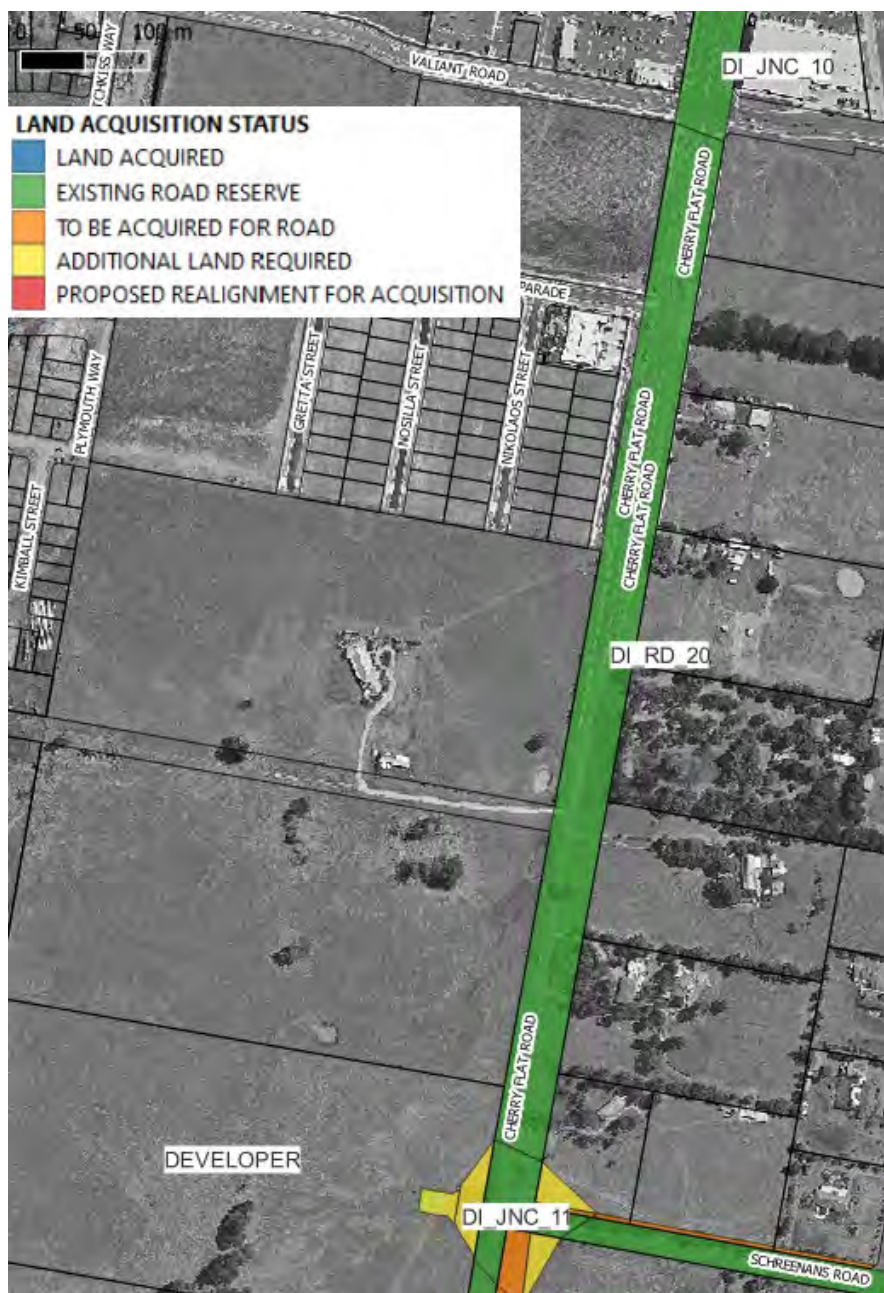 0 50 100 m
TCHKISS WAY
VALIANT ROAD
DI_JNC_10
LAND ACQUISITION STATUS
LAND ACQUIRED
EXISTING ROAD RESERVE
TO BE ACQUIRED FOR ROAD
ADDITIONAL LAND REQUIRED
PROPOSED REALIGNMENT FOR ACQUISITION
CHERRY FLAT ROAD
PARADE
GRETTA STREET
NOSILLA STREET
NIKOLAOS STREET
PLYMOUTH WAY
KIMBALL STREET
CHERRY FLAT ROAD
CHERRY FLAT ROAD
DI_RD_20
CHERRY FLAT ROAD
DEVELOPER
DI_JNC_11
SCHREENANS ROAD